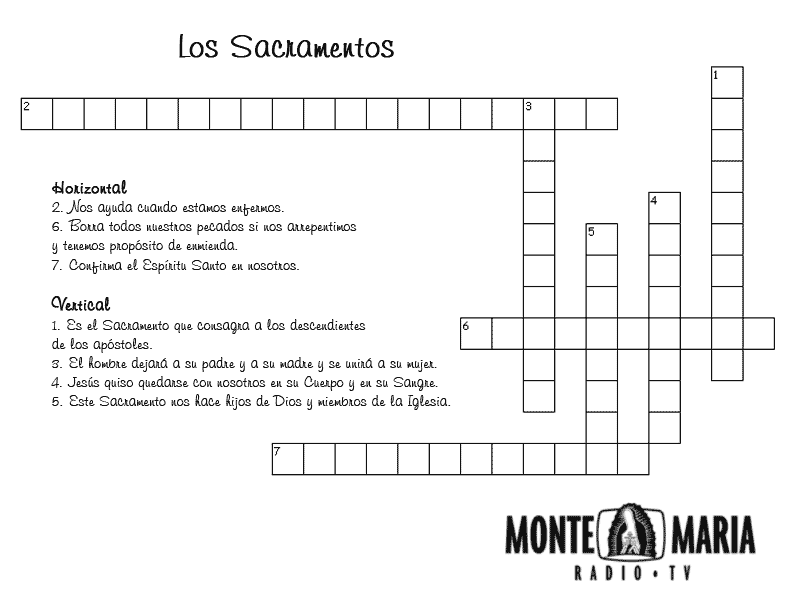 Los Sacramentos
1
2
3
Horizontal
2. Nos ayuda cuando estamos enfermos.
4
6. Borra todos nuestros pecados si nos arrepentimos
5
y tenemos propósito de enmienda.
7. Confirma el Espíritu Santo en nosotros.
Vertical
1. Es el Sacramento que consagra a los descendientes
6
de los apóstoles.
3. El hombre dejará a su padre y a su madre y se unirá a su mujer.
4. Jesús quiso quedarse con nosotros en su Cuerpo y en su Sangre.
5. Este Sacramento nos hace hijos de Dios y miembros de la Iglesia.
7
MONTE MARIA
RADIO • TV